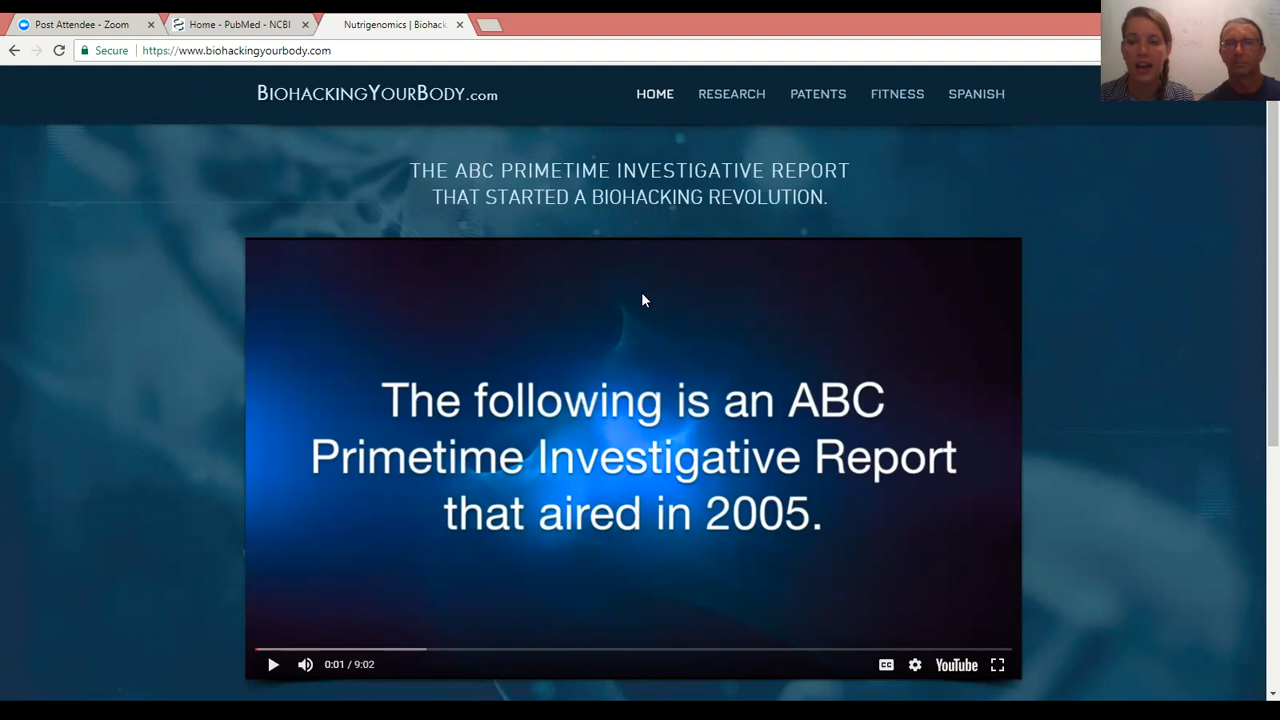 Post Attendee - Zoom
Home - PubMed - NCBI
Nutrigenomics | Biohack
Secure
https://www.biohackingyourbody.com
BIOHACKINGYOURBODY.com
HOME
RESEARCH
PATENTS
FITNESS
SPANISH
THE ABC PRIMETIME INVESTIGATIVE REPORT
THAT STARTED A BIOHACKING REVOLUTION.
The following is an ABC
Primetime Investigative Report
that aired in 2005.
0:01 / 9:02
CC
YouTube